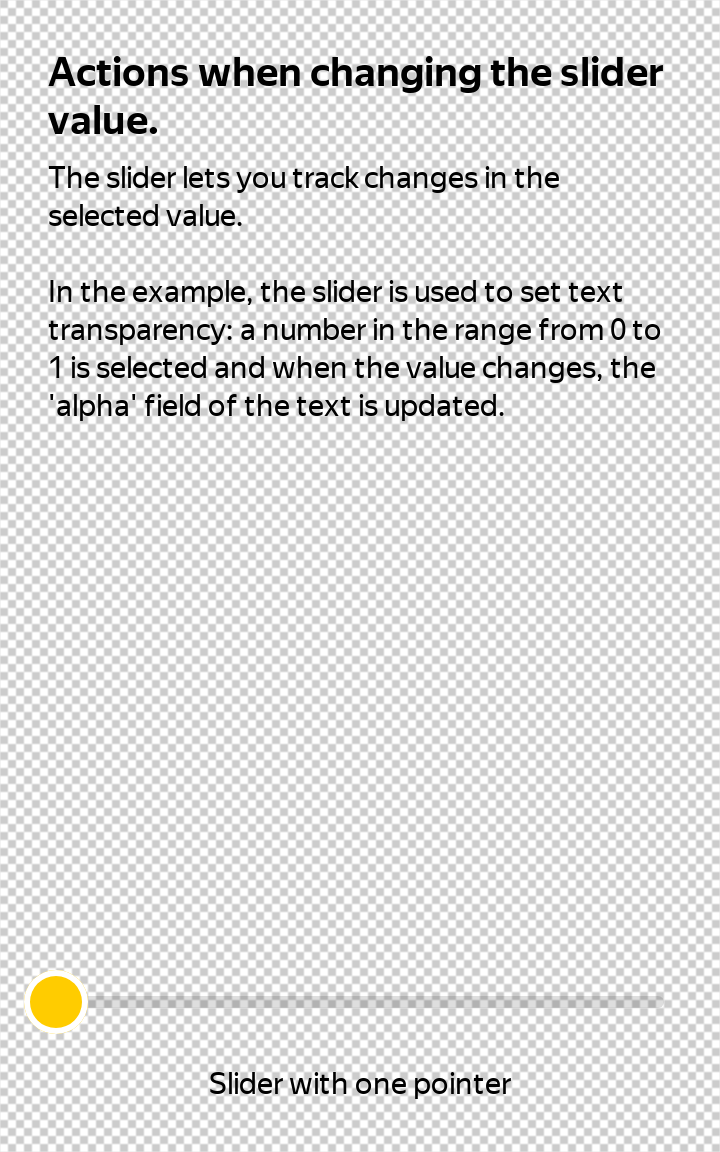 Actions when changing the slider
value.
The slider lets you track changes in the
selected value.
In the example, the slider is used to set text
transparency: a number in the range from 0 to
1 is selected and when the value changes, the
'alpha' field of the text is updated.
Slider with one pointer